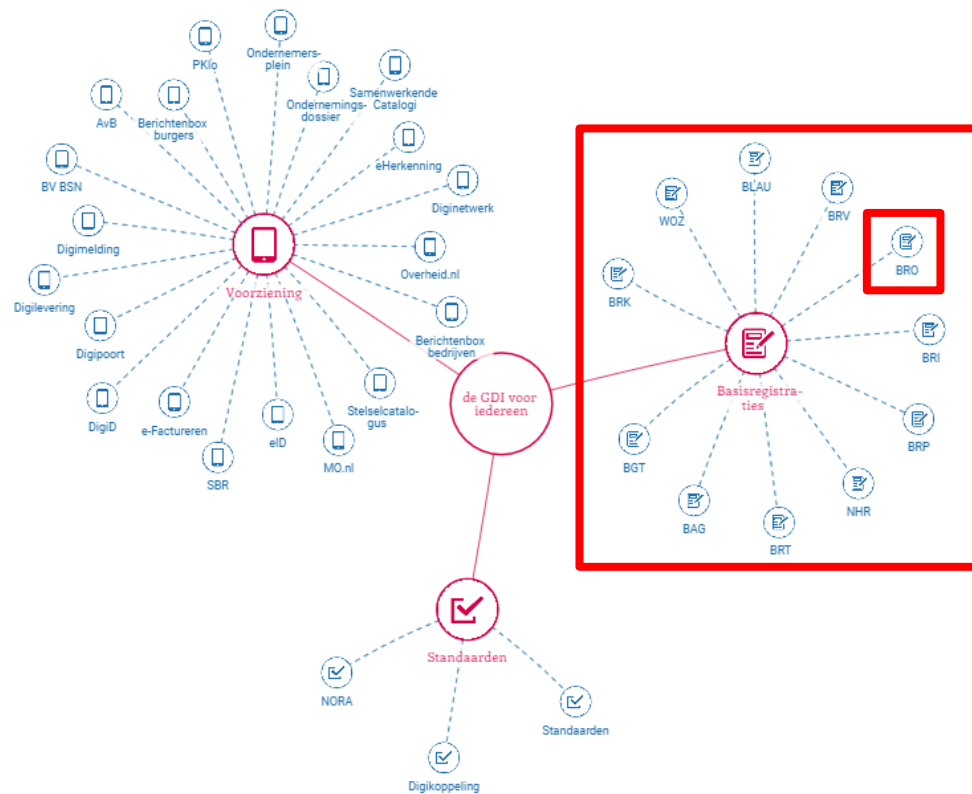 PKIo
Ondernemers-
plein
Samenwerkende
Catalogi
Ondernemings-
dossier
AvB
Berichtenbox
burgers
eHerkenning
BV BSN
Diginetwerk
Digimelding
Overheid.nl
Voorziening
Digilevering
Berichtenbox
bedrijven
Digipoort
DigiD
e-Factureren
SBR
eID
MO.nl
Stelselcatalo-
gus
de GDI voor
iedereen
BLAU
BRV
WOZ
BRO
BRK
BRI
Basisregistra-
ties
BRP
BGT
NHR
BAG
BRT
Standaarden
NORA
Standaarden
Digikoppeling